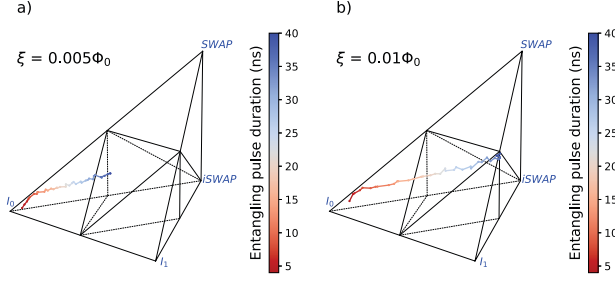 a)
ξ = 0.005Φ₀
SWAP
iSWAP
I₀
I₁
40
35
30
25
20
15
10
5
Entangling pulse duration (ns)
b)
ξ = 0.01Φ₀
SWAP
iSWAP
I₀
I₁
40
35
30
25
20
15
10
5
Entangling pulse duration (ns)